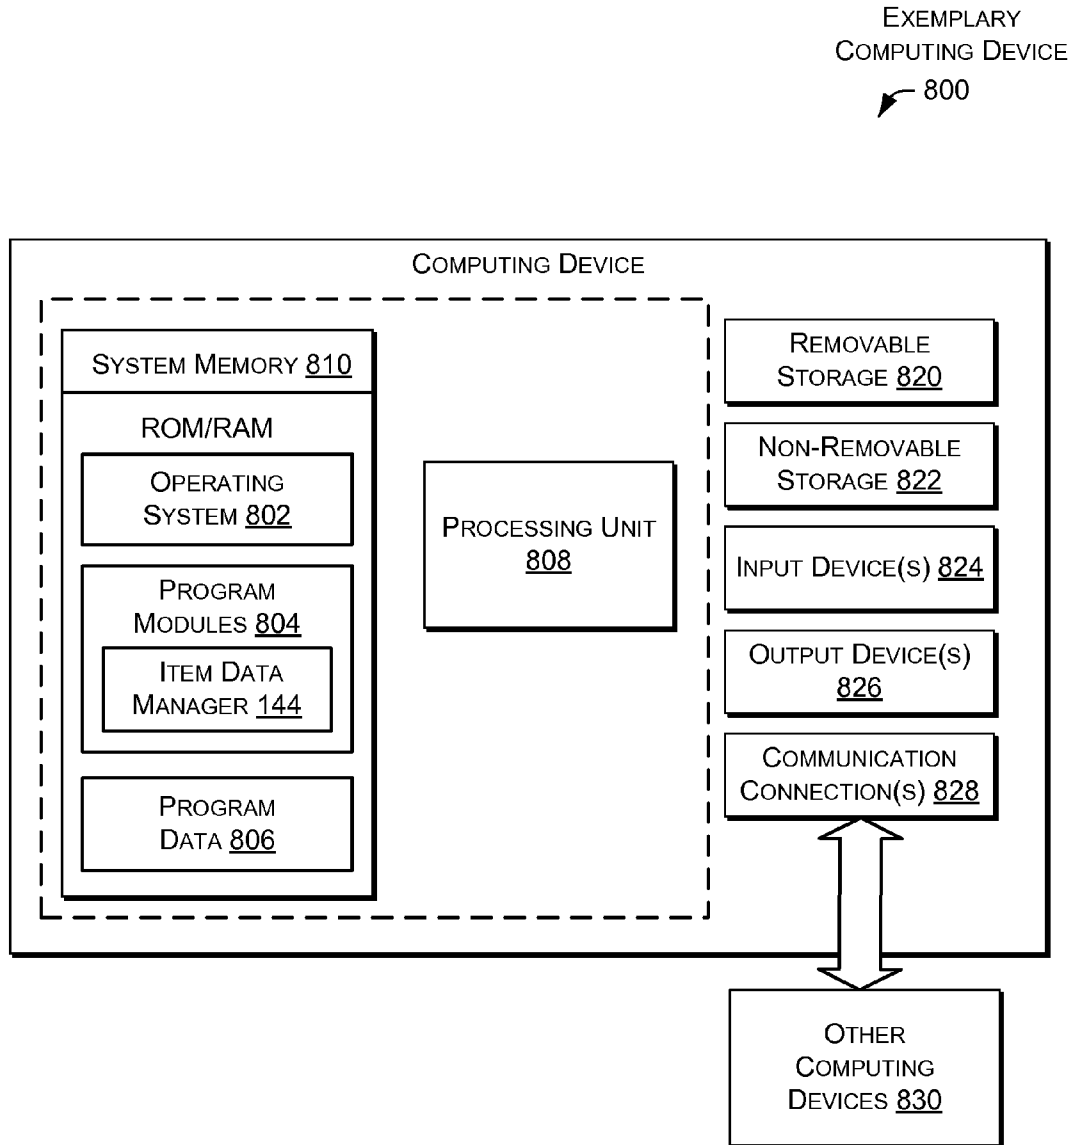 EXEMPLARY
COMPUTING DEVICE
800
COMPUTING DEVICE
SYSTEM MEMORY 810
ROM/RAM
OPERATING
SYSTEM 802
PROGRAM
MODULES 804
ITEM DATA
MANAGER 144
PROGRAM
DATA 806
PROCESSING UNIT
808
REMOVABLE
STORAGE 820
NON-REMOVABLE
STORAGE 822
INPUT DEVICE(S) 824
OUTPUT DEVICE(S)
826
COMMUNICATION
CONNECTION(S) 828
OTHER
COMPUTING
DEVICES 830